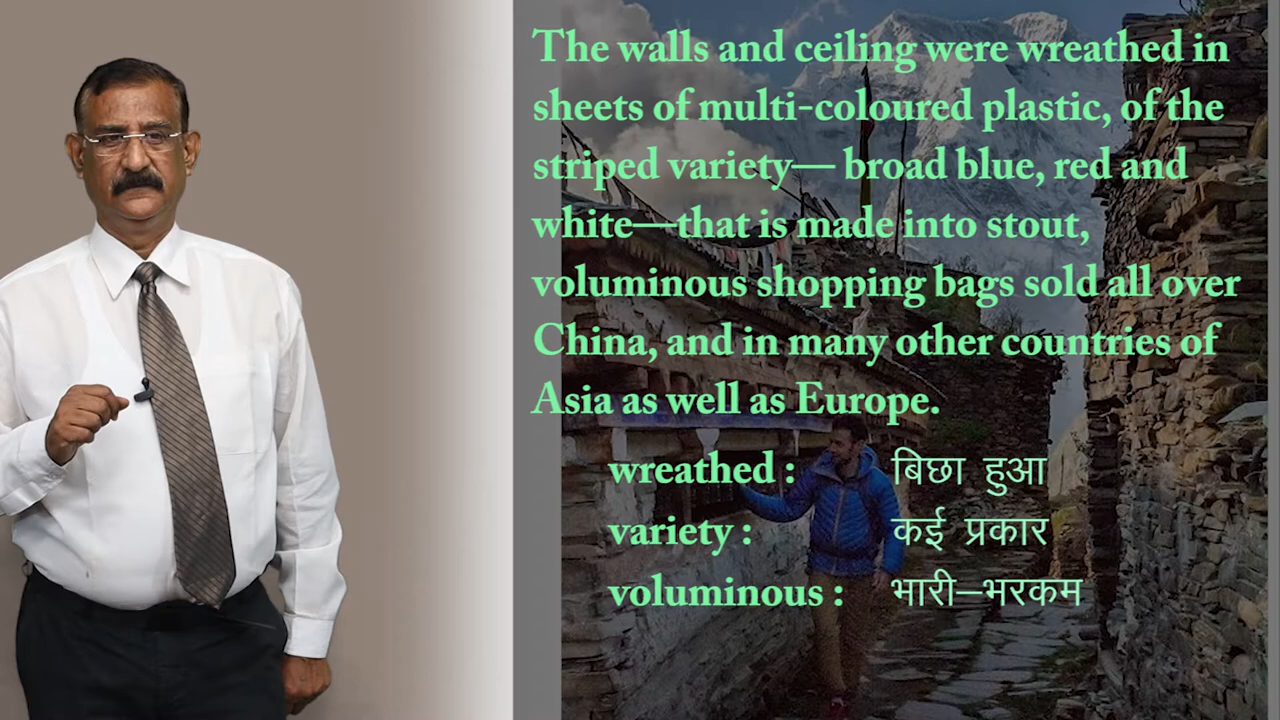 The walls and ceiling were wreathed in
sheets of multi-coloured plastic, of the
striped variety— broad blue, red and
white—that is made into stout,
voluminous shopping bags sold all over
China, and in many other countries of
Asia as well as Europe.
wreathed : बिछा हुआ
variety : कई प्रकार
voluminous : भारी–भरकम